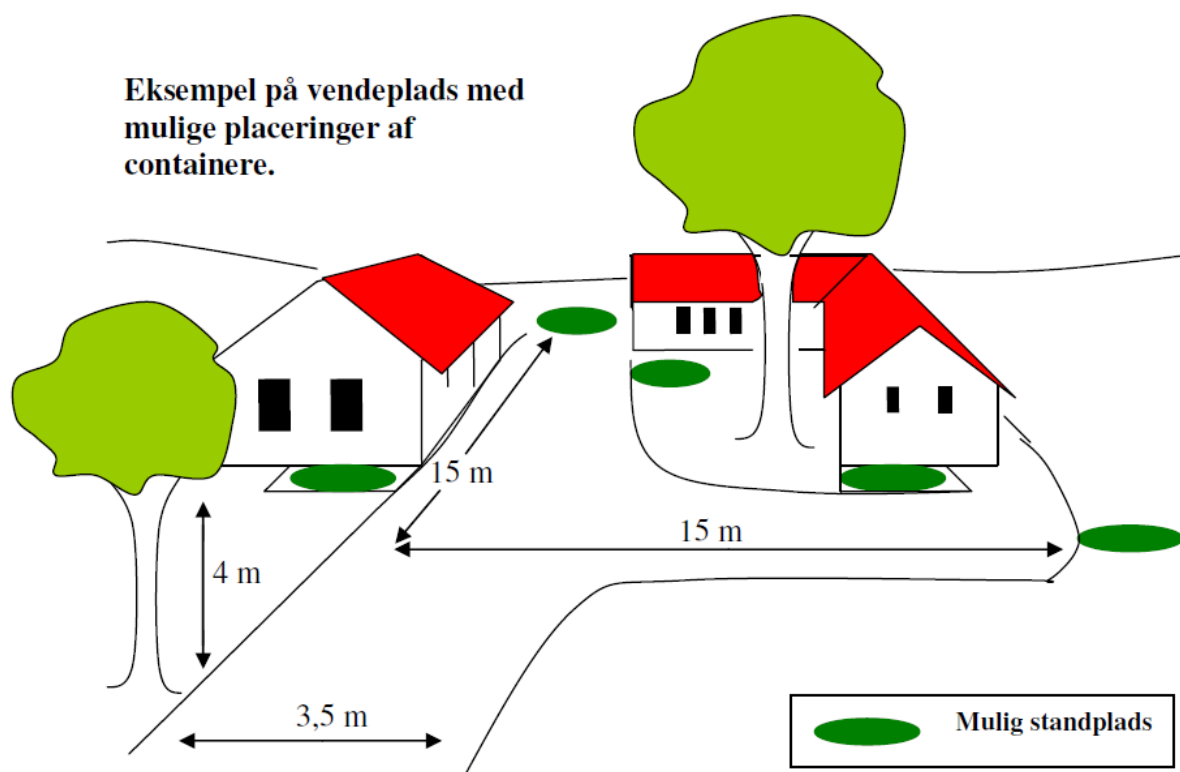 Eksempel på vendeplads med
mulige placeringer af
containere.
15 m
15 m
4 m
3,5 m
Mulig standplads